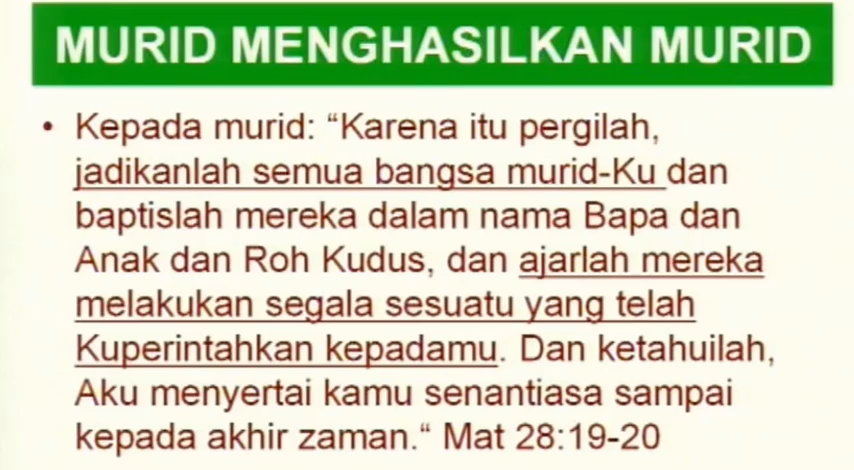 MURID MENGHASILKAN MURID
• Kepada murid: “Karena itu pergilah,
jadikanlah semua bangsa murid-Ku dan
baptislah mereka dalam nama Bapa dan
Anak dan Roh Kudus, dan ajarlah mereka
melakukan segala sesuatu yang telah
Kuperintahkan kepadamu. Dan ketahuilah,
Aku menyertai kamu senantiasa sampai
kepada akhir zaman.“ Mat 28:19-20